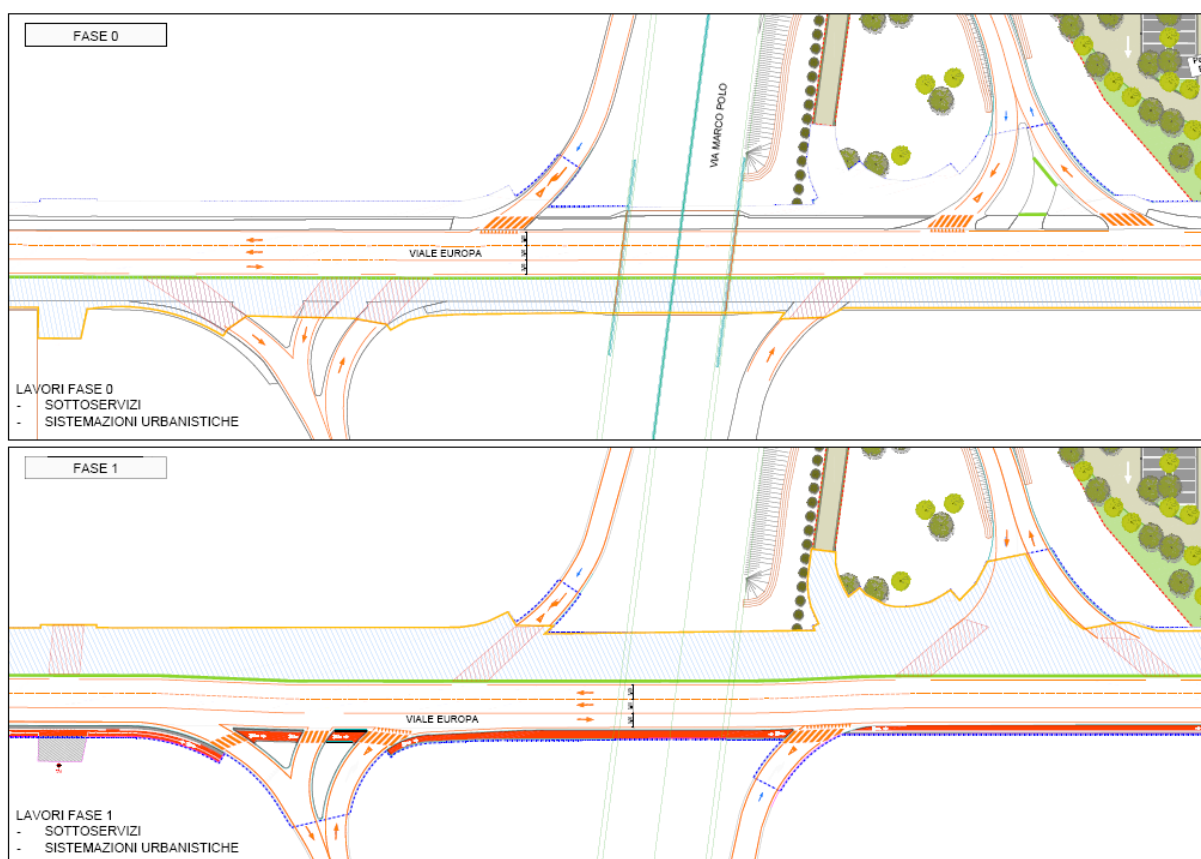 FASE 0
VIA MARCO POLO
VIALE EUROPA
LAVORI FASE 0
- SOTTOSERVIZI
- SISTEMAZIONI URBANISTICHE
FASE 1
VIALE EUROPA
LAVORI FASE 1
- SOTTOSERVIZI
- SISTEMAZIONI URBANISTICHE